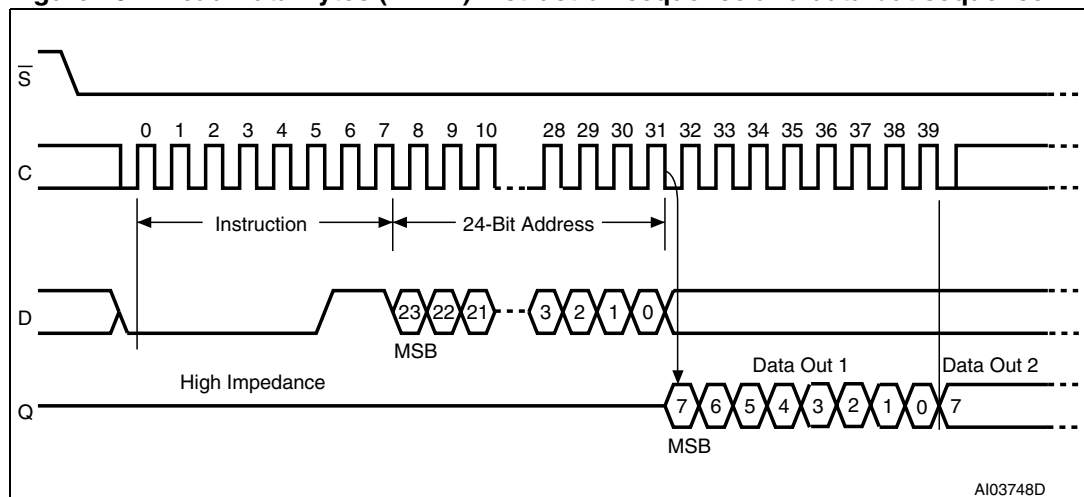 S
0 1 2 3 4 5 6 7 8 9 10 28 29 30 31 32 33 34 35 36 37 38 39
C
Instruction 24-Bit Address
D
23 22 21 3 2 1 0
MSB
High Impedance Data Out 1 Data Out 2
Q
7 6 5 4 3 2 1 0 7
MSB
AI03748D